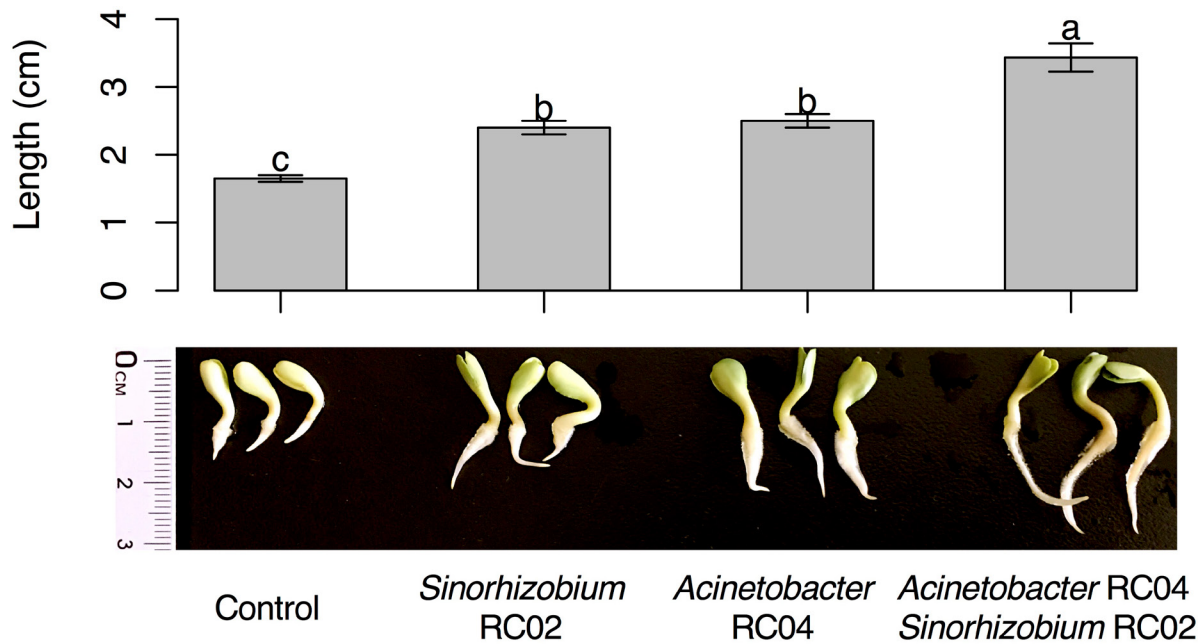 Length (cm)
4
3
2
1
0
c
b
b
a
0
CM
1
2
3
Control
Sinorhizobium
RC02
Acinetobacter
RC04
Acinetobacter RC04
Sinorhizobium RC02